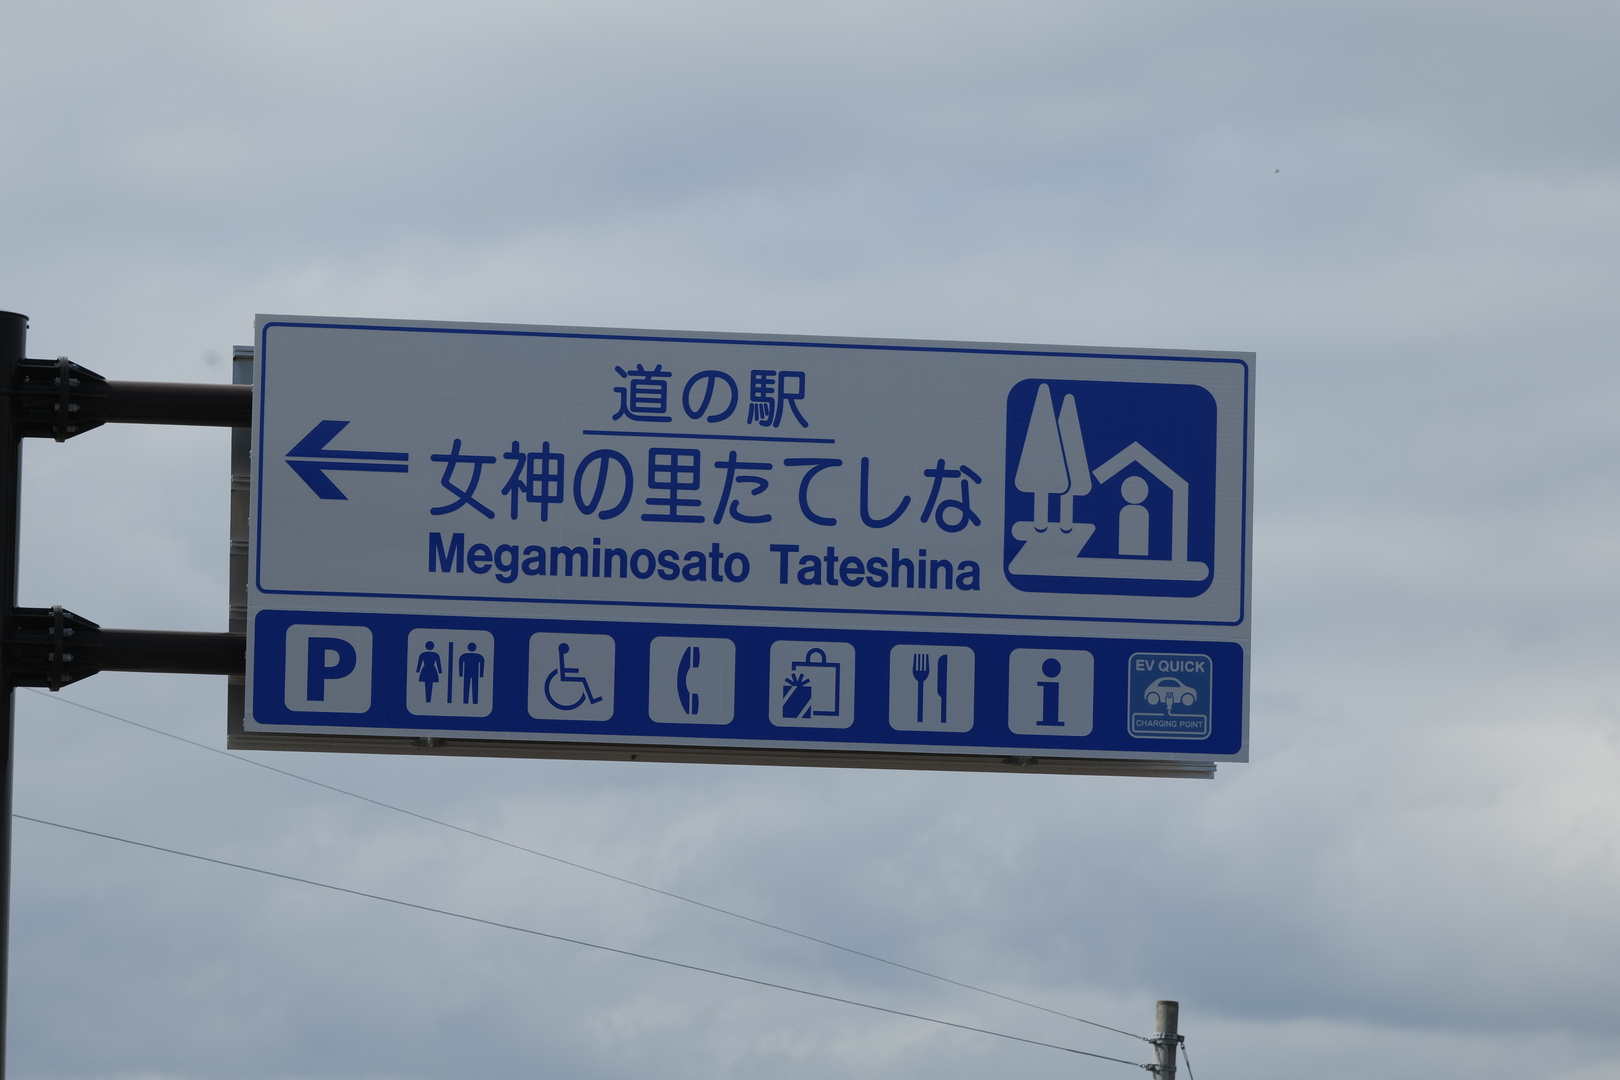 道の駅
女神の里たてしな
Megaminosato Tateshina
P
i
EV QUICK
CHARGING POINT